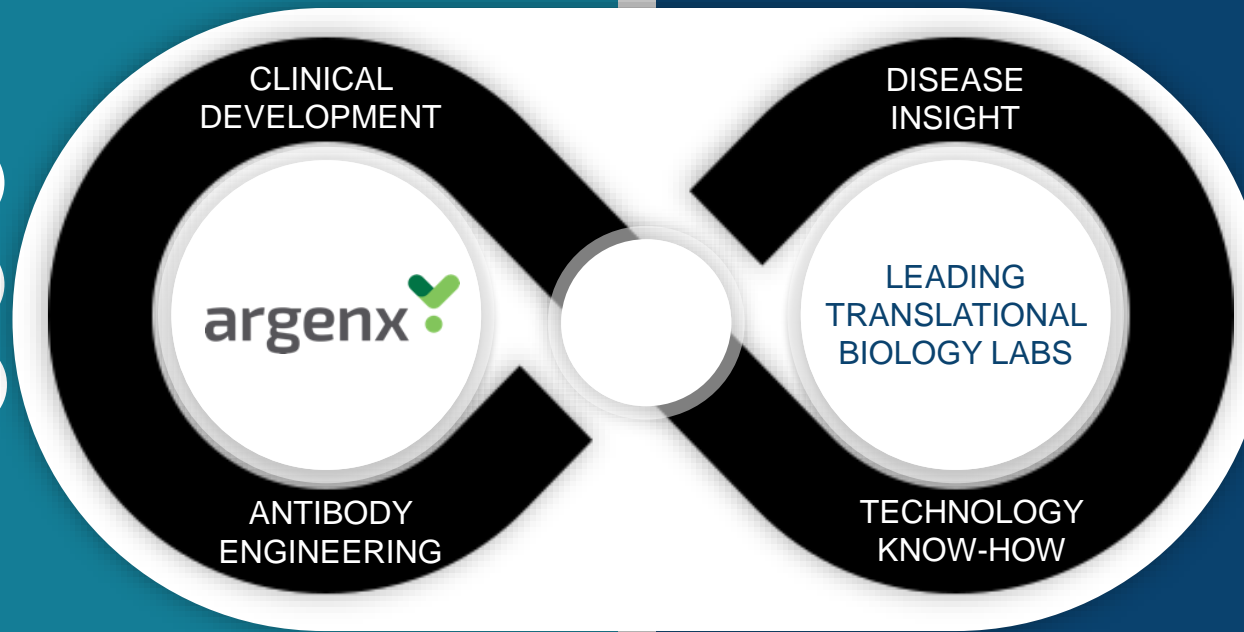 CLINICAL
DEVELOPMENT
DISEASE
INSIGHT
argenx
LEADING
TRANSLATIONAL
BIOLOGY LABS
ANTIBODY
ENGINEERING
TECHNOLOGY
KNOW-HOW